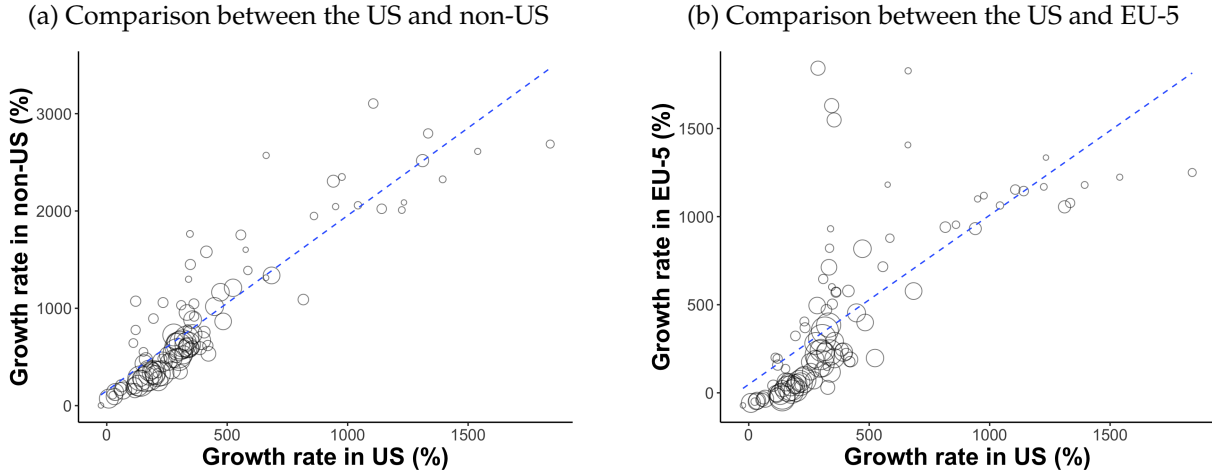 (a) Comparison between the US and non-US
Growth rate in non-US (%)
3000
2000
1000
0
0 500 1000 1500
Growth rate in US (%)
(b) Comparison between the US and EU-5
Growth rate in EU-5 (%)
1500
1000
500
0
0 500 1000 1500
Growth rate in US (%)